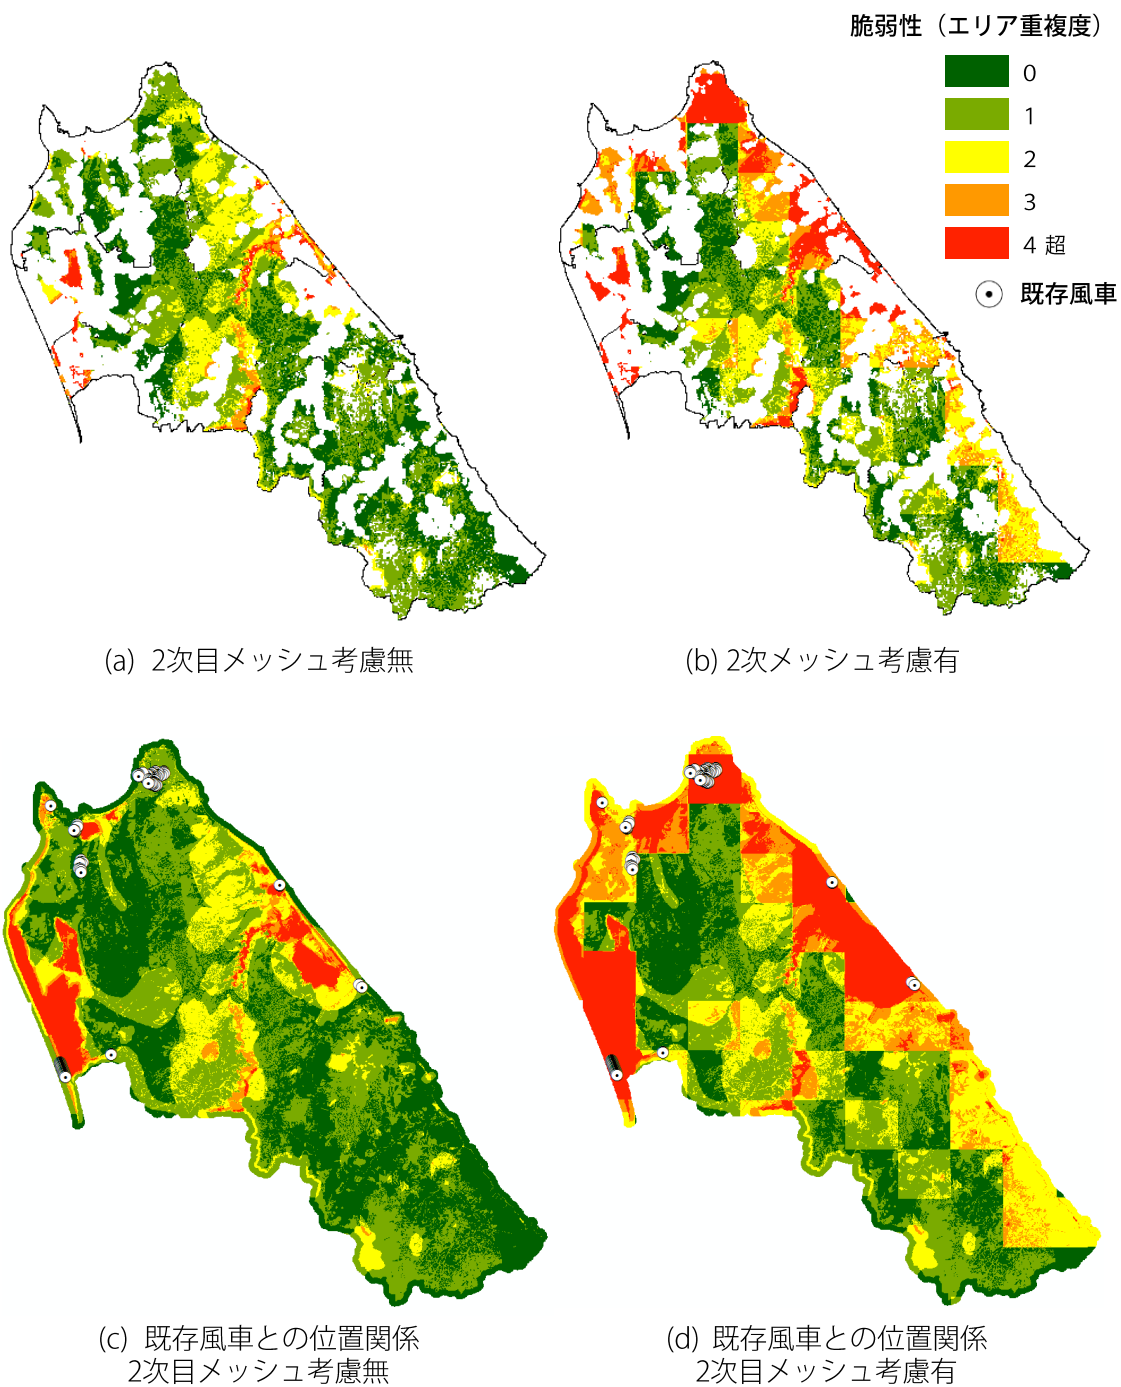 脆弱性（エリア重複度）
0
1
2
3
4 超
既存風車
(a) 2次目メッシュ考慮無
(b) 2次メッシュ考慮有
(c) 既存風車との位置関係
2次目メッシュ考慮無
(d) 既存風車との位置関係
2次目メッシュ考慮有